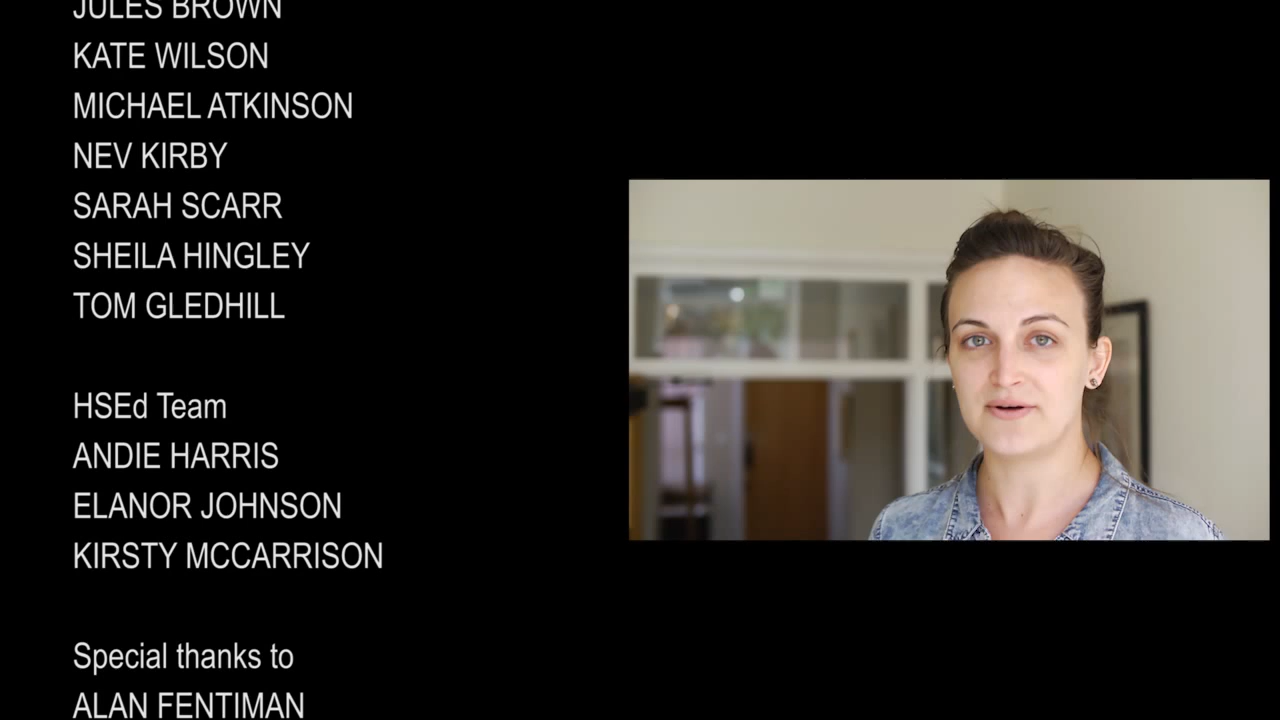 JULES BROWN
KATE WILSON
MICHAEL ATKINSON
NEV KIRBY
SARAH SCARR
SHEILA HINGLEY
TOM GLEDHILL
HSEd Team
ANDIE HARRIS
ELANOR JOHNSON
KIRSTY MCCARRISON
Special thanks to
ALAN FENTIMAN